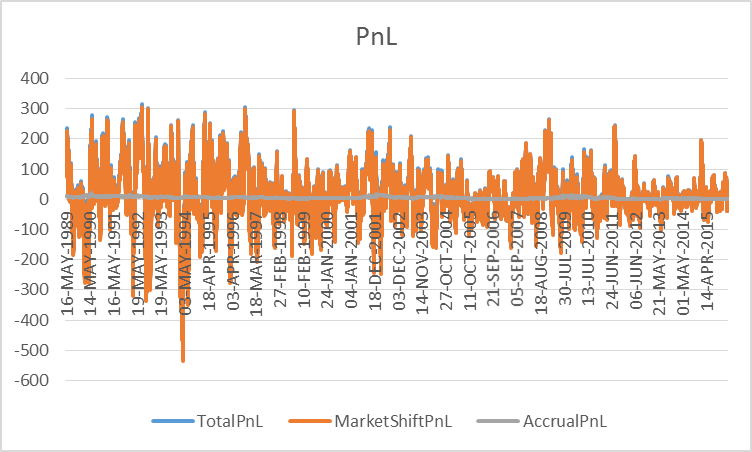 PnL
400
300
200
100
0
-100
-200
-300
-400
-500
-600
16-MAY-1989
14-MAY-1990
16-MAY-1991
19-MAY-1992
19-MAY-1993
03-MAY-1994
18-APR-1995
03-APR-1996
18-MAR-1997
27-FEB-1998
10-FEB-1999
24-JAN-2000
04-JAN-2001
18-DEC-2001
03-DEC-2002
14-NOV-2003
27-OCT-2004
11-OCT-2005
21-SEP-2006
05-SEP-2007
18-AUG-2008
30-JUL-2009
13-JUL-2010
24-JUN-2011
06-JUN-2012
21-MAY-2013
01-MAY-2014
14-APR-2015
TotalPnL MarketShiftPnL AccrualPnL